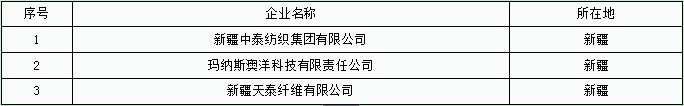 序号 企业名称 所在地
1 新疆中泰纺织集团有限公司 新疆
2 玛纳斯澳洋科技有限责任公司 新疆
3 新疆天泰纤维有限公司 新疆